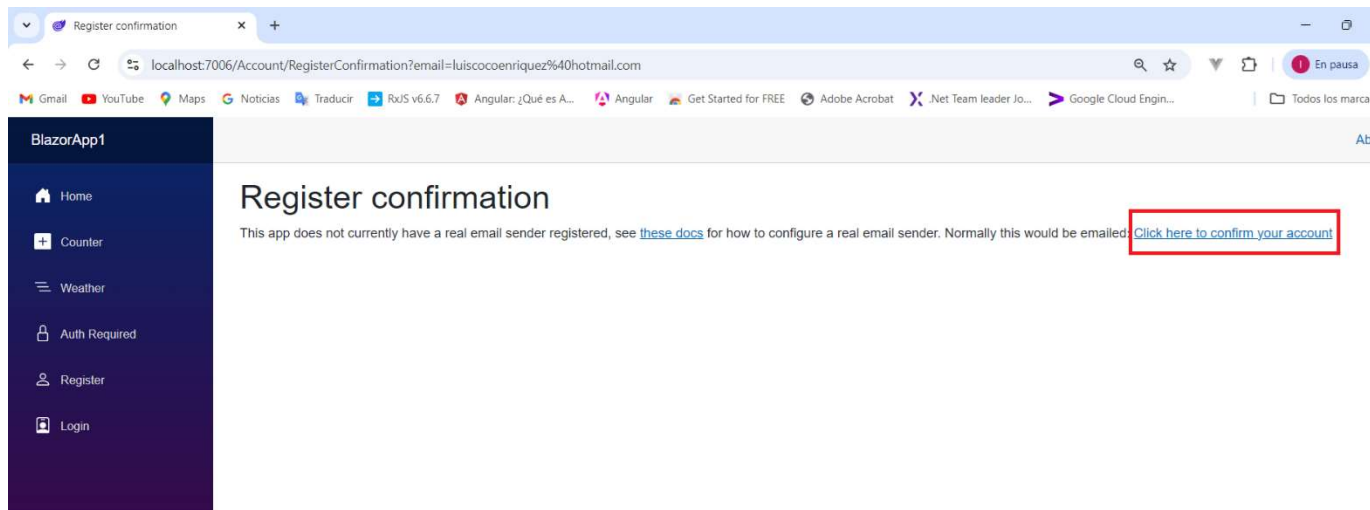 Register confirmation
localhost:7006/Account/RegisterConfirmation?email=luiscocoenriquez%40hotmail.com
En pausa
Gmail YouTube Maps Noticias Traducir RxJS v6.6.7 Angular: ¿Qué es A... Angular Get Started for FREE Adobe Acrobat .Net Team leader Jo... Google Cloud Engin... Todos los marca
BlazorApp1
Ab
Home
Counter
Weather
Auth Required
Register
Login
Register confirmation
This app does not currently have a real email sender registered, see these docs for how to configure a real email sender. Normally this would be emailed: Click here to confirm your account